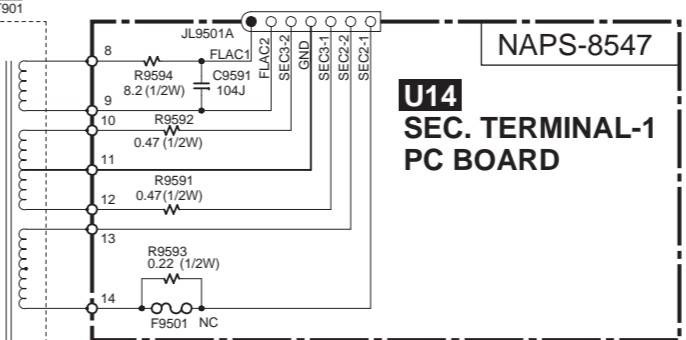 T901
JL9501A
NAPS-8547
8
FLAC1
FLAC2
SEC3-2
GND
SEC3-1
SEC2-2
SEC2-1
R9594
8.2 (1/2W)
C9591
104J
U14
SEC. TERMINAL-1
PC BOARD
9
10
R9592
0.47 (1/2W)
11
R9591
0.47 (1/2W)
12
13
R9593
0.22 (1/2W)
14
F9501 NC